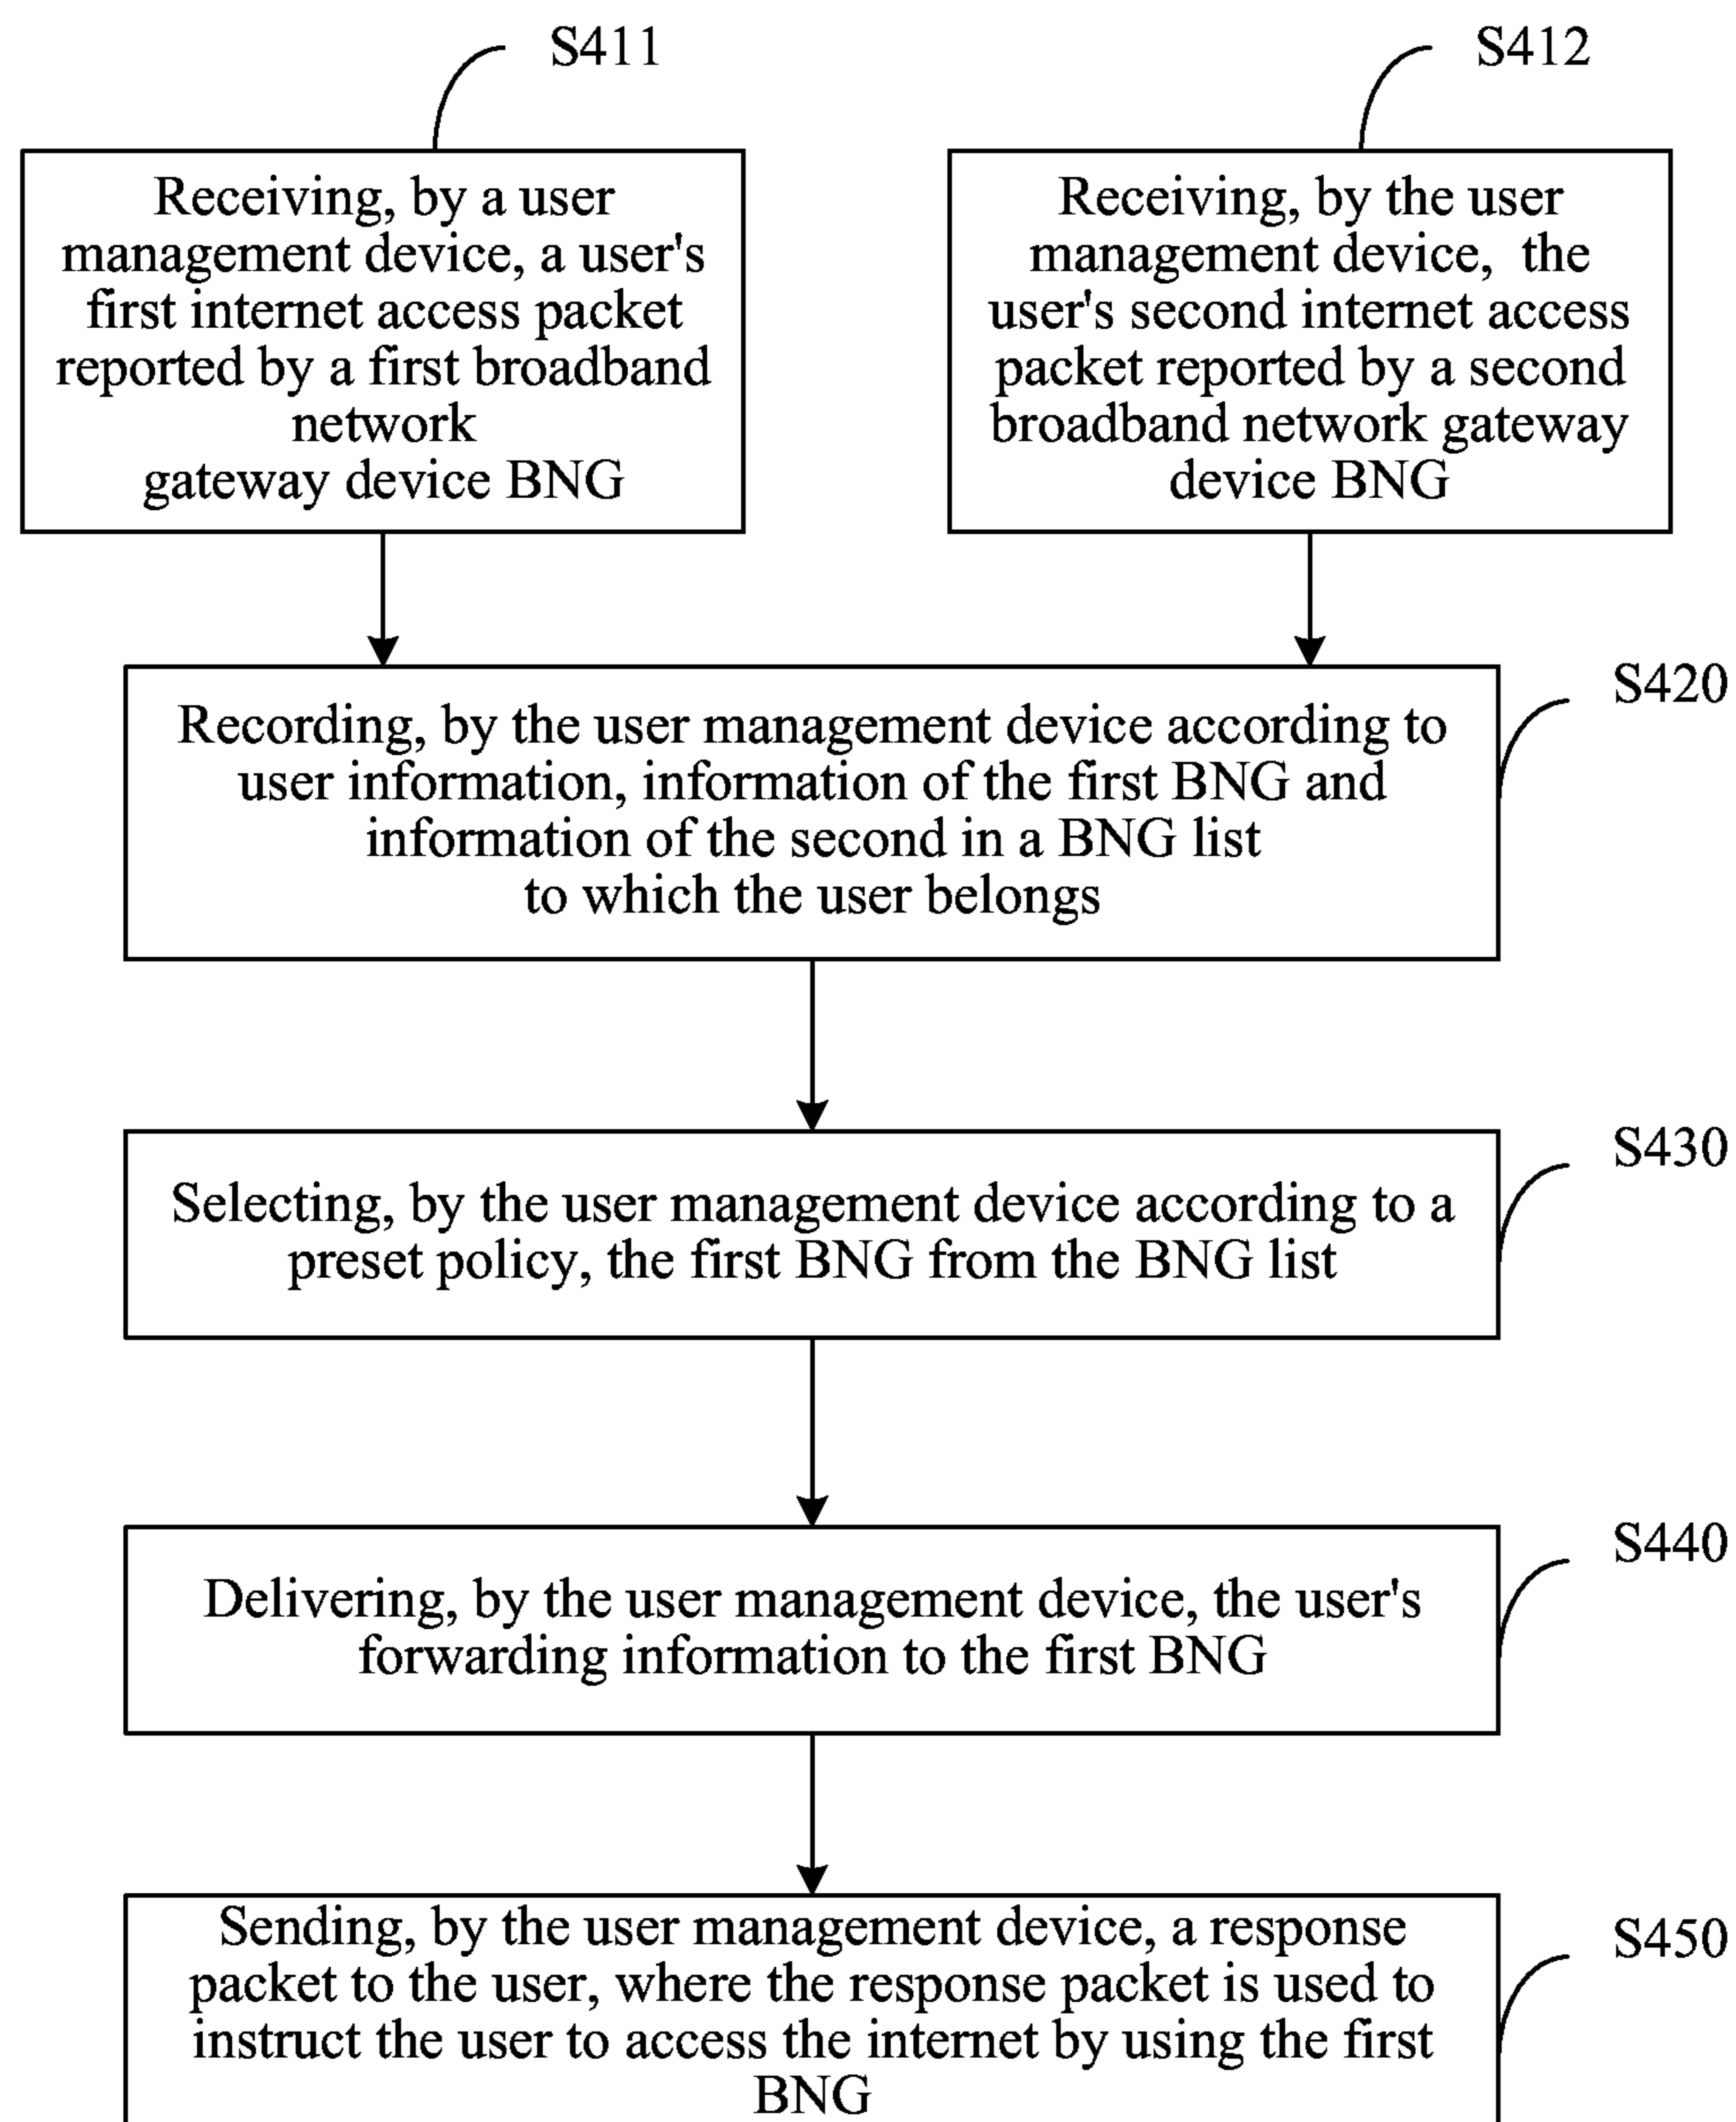 S411
S412
Receiving, by a user
management device, a user's
first internet access packet
reported by a first broadband
network
gateway device BNG
Receiving, by the user
management device, the
user's second internet access
packet reported by a second
broadband network gateway
device BNG
S420
Recording, by the user management device according to
user information, information of the first BNG and
information of the second in a BNG list
to which the user belongs
S430
Selecting, by the user management device according to a
preset policy, the first BNG from the BNG list
S440
Delivering, by the user management device, the user's
forwarding information to the first BNG
S450
Sending, by the user management device, a response
packet to the user, where the response packet is used to
instruct the user to access the internet by using the first
BNG